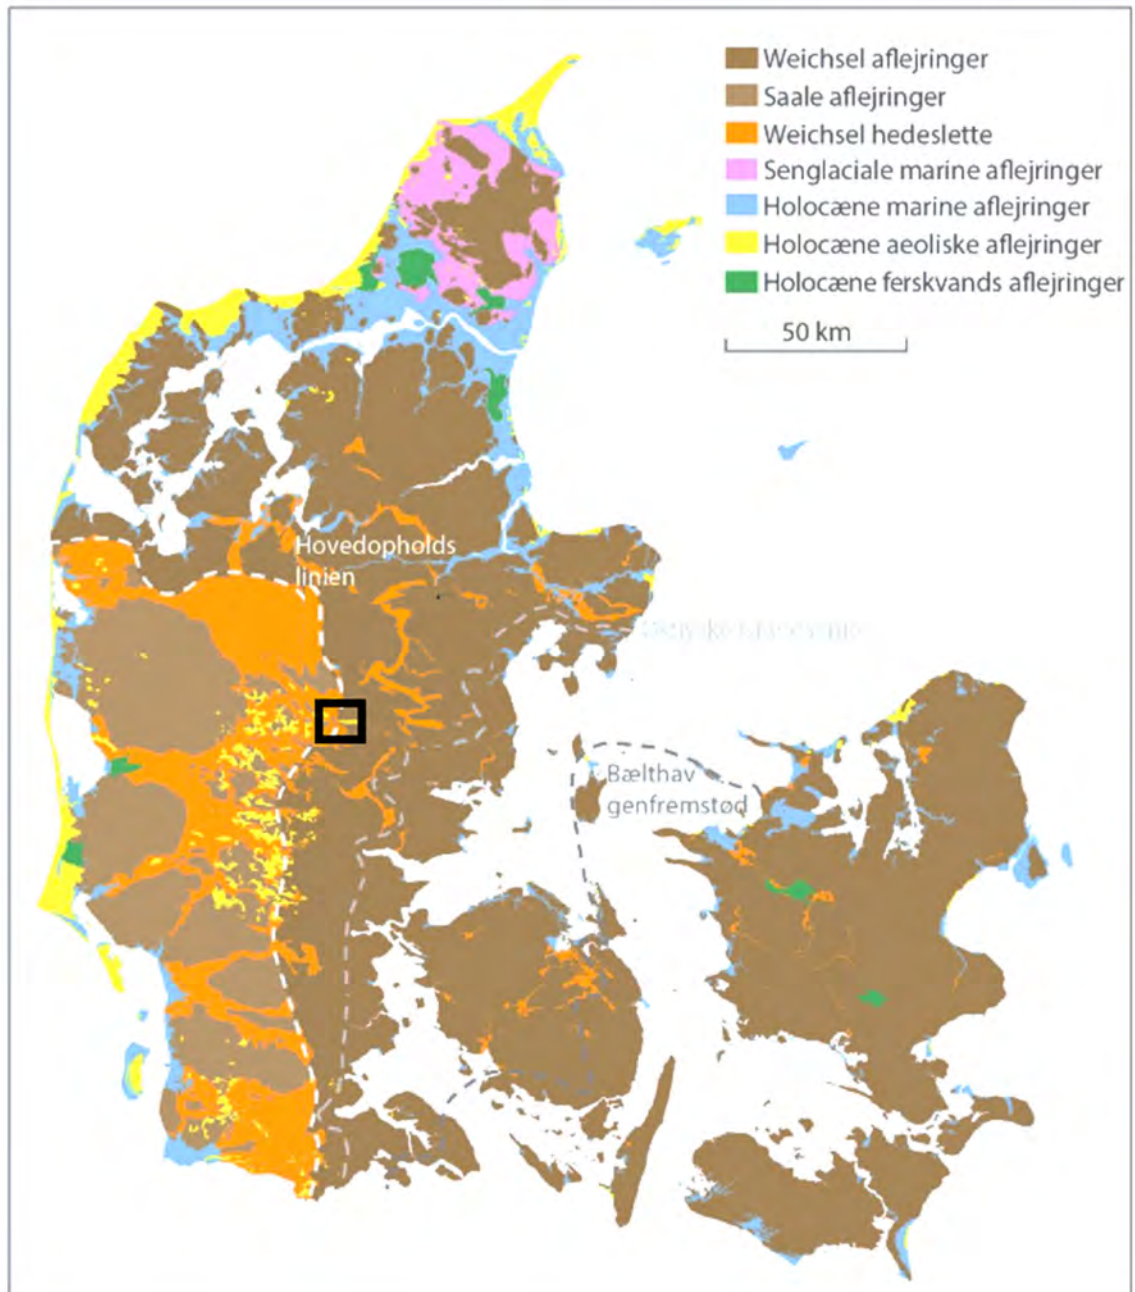 Weichsel aflejringer
Saale aflejringer
Weichsel hedeslette
Senglaciale marine aflejringer
Holocæne marine aflejringer
Holocæne aeoliske aflejringer
Holocæne ferskvands aflejringer
50 km
Hovedopholds
linien
Bælthav
genfremstød